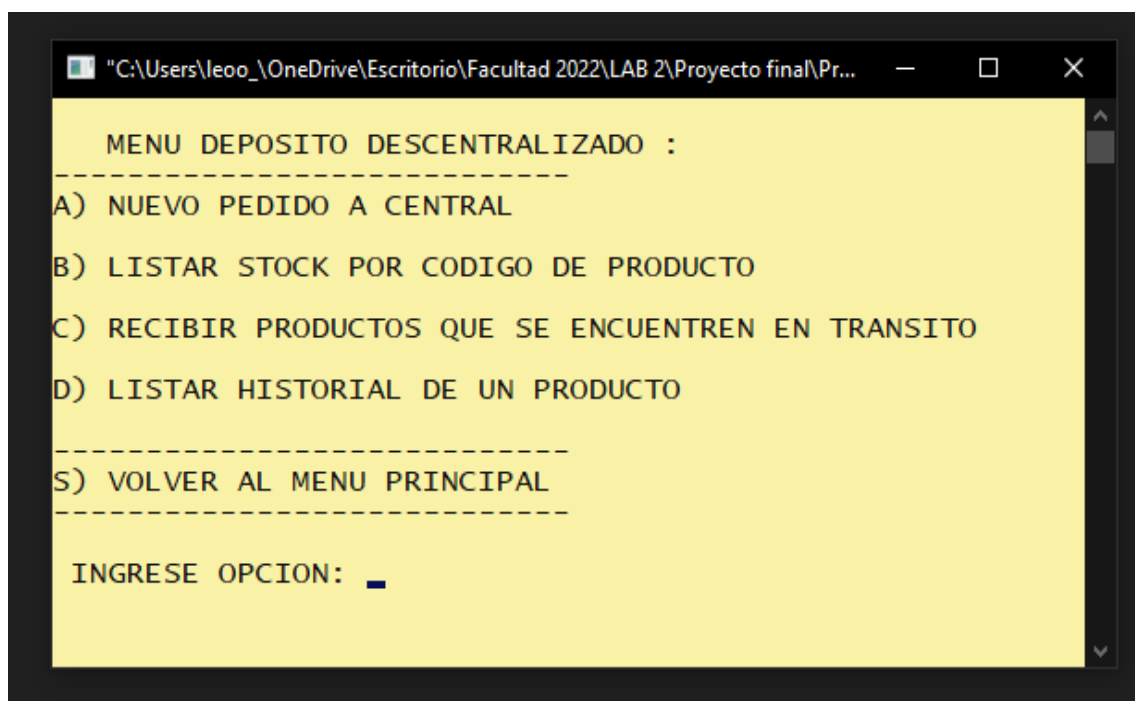 "C:\Users\leoo_\OneDrive\Escritorio\Facultad 2022\LAB 2\Proyecto final\Pr...
MENU DEPOSITO DESCENTRALIZADO :
----------------------------
A) NUEVO PEDIDO A CENTRAL
B) LISTAR STOCK POR CODIGO DE PRODUCTO
C) RECIBIR PRODUCTOS QUE SE ENCUENTREN EN TRANSITO
D) LISTAR HISTORIAL DE UN PRODUCTO
----------------------------
S) VOLVER AL MENU PRINCIPAL
----------------------------
INGRESE OPCION: